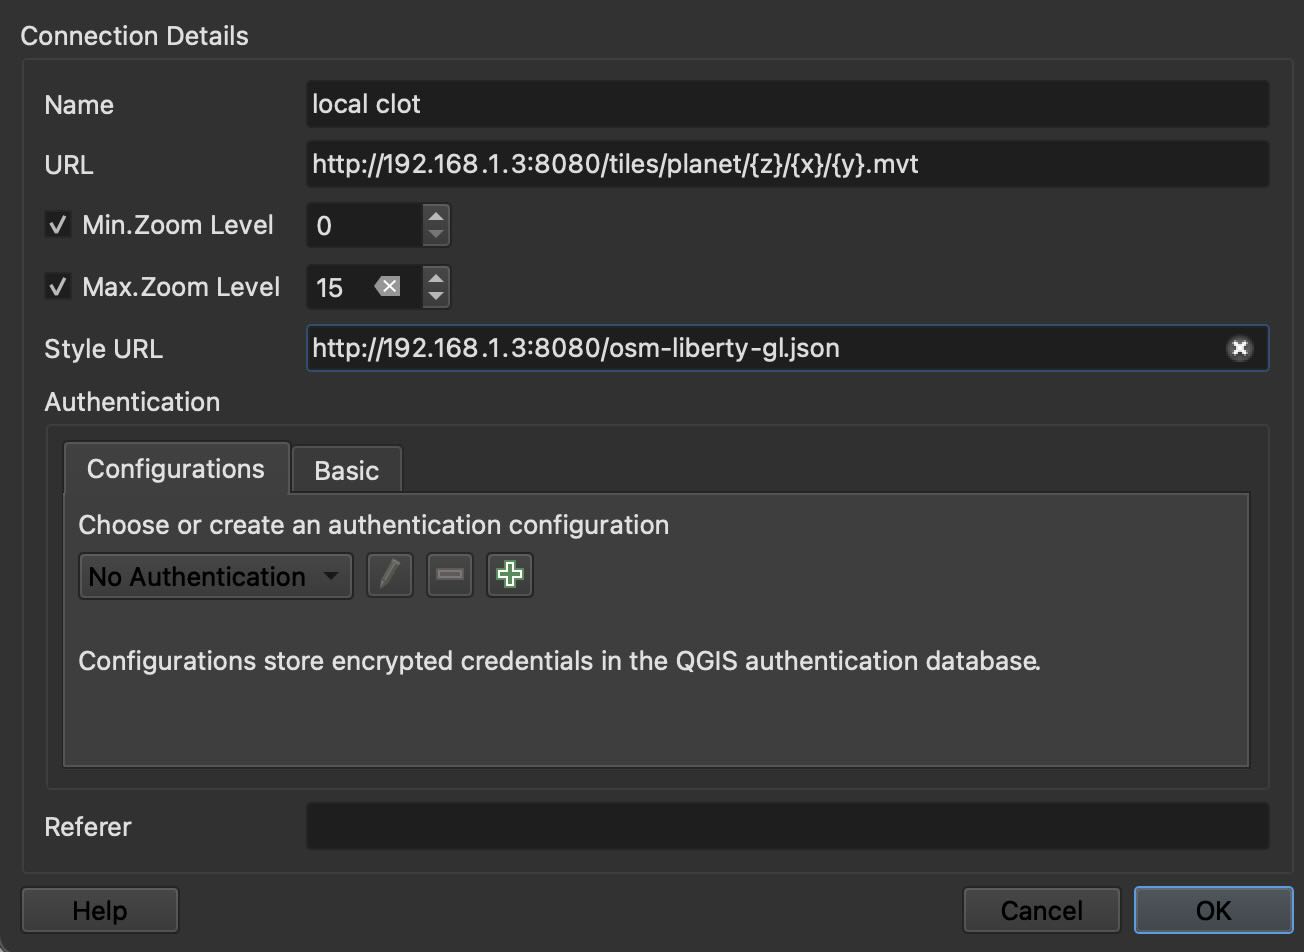 Connection Details
Name local clot
URL http://192.168.1.3:8080/tiles/planet/{z}/{x}/{y}.mvt
Min.Zoom Level 0
Max.Zoom Level 15
Style URL http://192.168.1.3:8080/osm-liberty-gl.json
Authentication
Configurations Basic
Choose or create an authentication configuration
No Authentication
Configurations store encrypted credentials in the QGIS authentication database.
Referer
Help Cancel OK